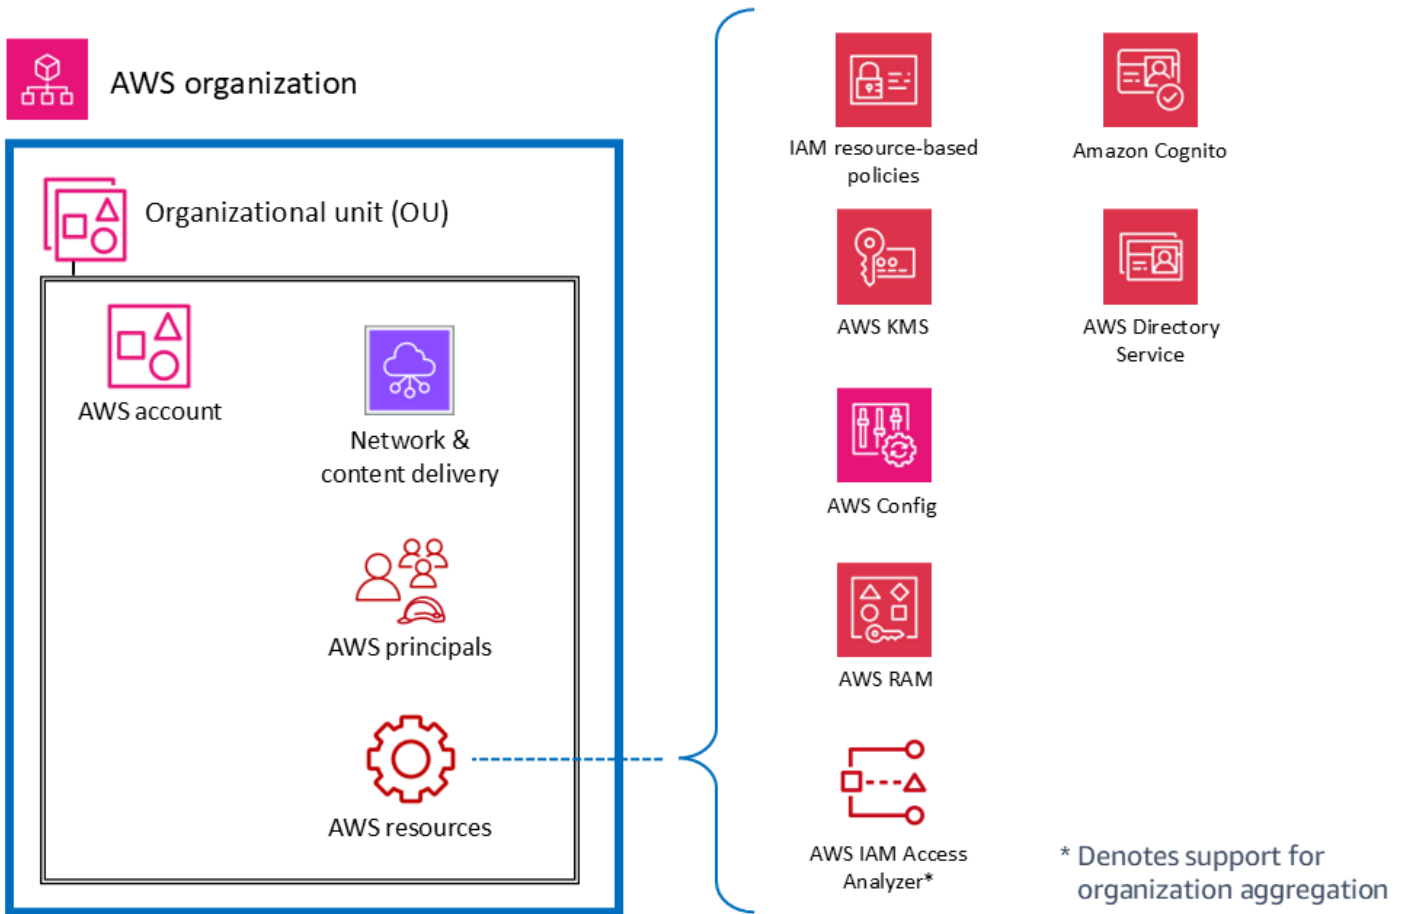 AWS organization
Organizational unit (OU)
AWS account
Network &
content delivery
AWS principals
AWS resources
IAM resource-based
policies
Amazon Cognito
AWS KMS
AWS Directory
Service
AWS Config
AWS RAM
AWS IAM Access
Analyzer*
* Denotes support for
organization aggregation